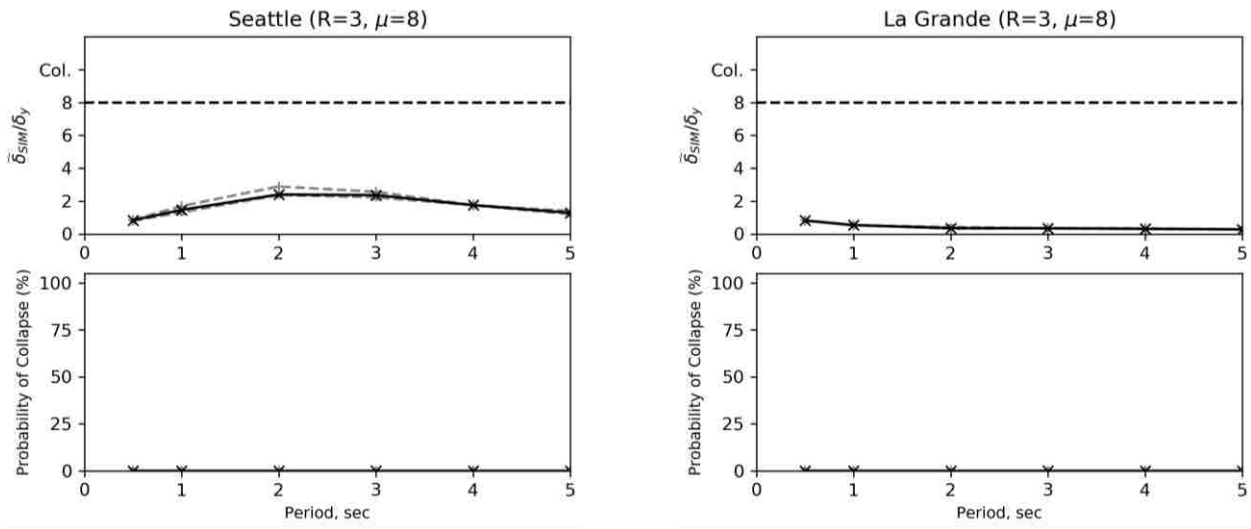 Seattle (R=3, μ=8)
Col.
8
6
4
2
0
δ̃SIM/δy
0 1 2 3 4 5
100
75
50
25
0
Probability of Collapse (%)
0 1 2 3 4 5
Period, sec
La Grande (R=3, μ=8)
Col.
8
6
4
2
0
δ̃SIM/δy
0 1 2 3 4 5
100
75
50
25
0
Probability of Collapse (%)
0 1 2 3 4 5
Period, sec